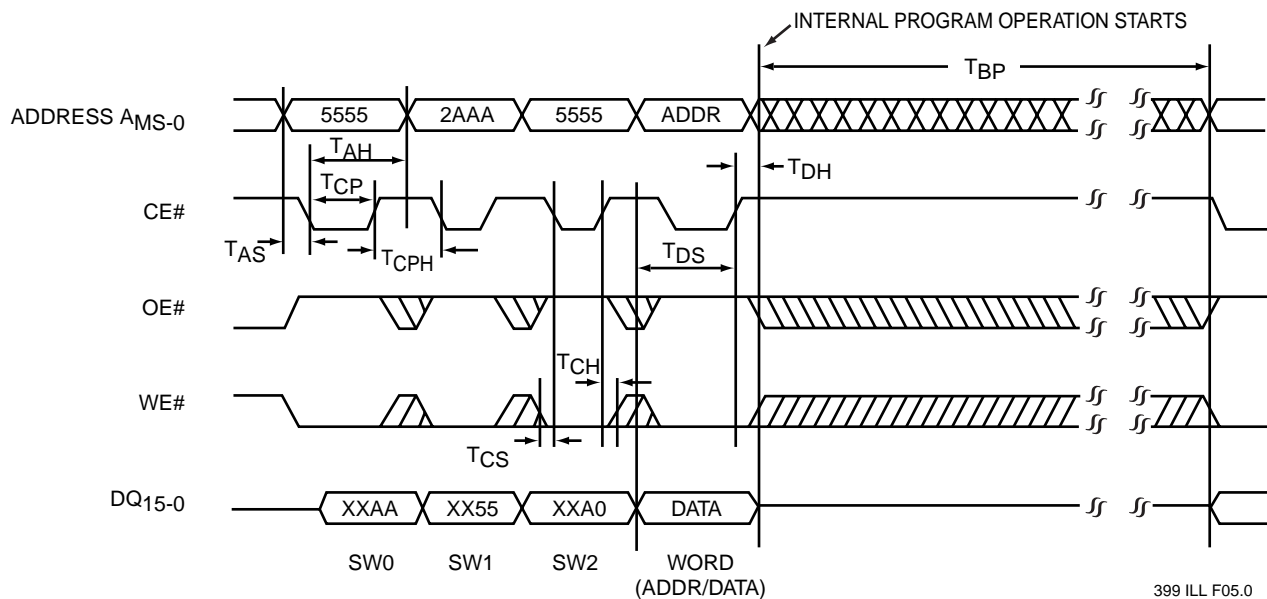 INTERNAL PROGRAM OPERATION STARTS
TBP
ADDRESS AMS-0
5555
2AAA
5555
ADDR
TAH
TDH
TCP
CE#
TAS
TCPH
TDS
OE#
TCH
WE#
TCS
DQ15-0
XXAA
XX55
XXA0
DATA
SW0
SW1
SW2
WORD
(ADDR/DATA)
399 ILL F05.0